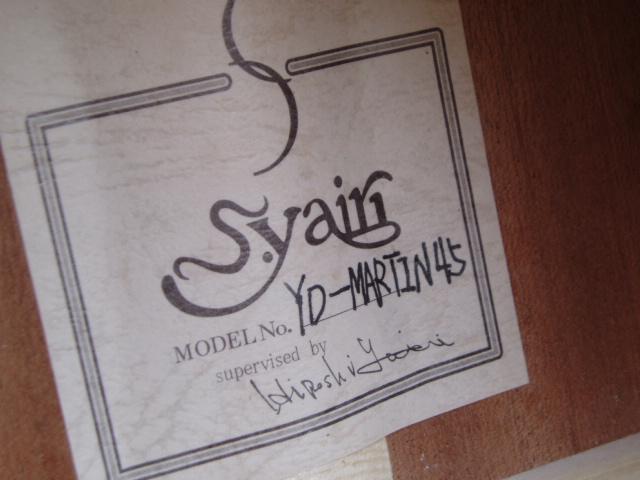 S.yairi
MODEL No. YD-MARTIN45
supervised by
Hiroshi Yairi